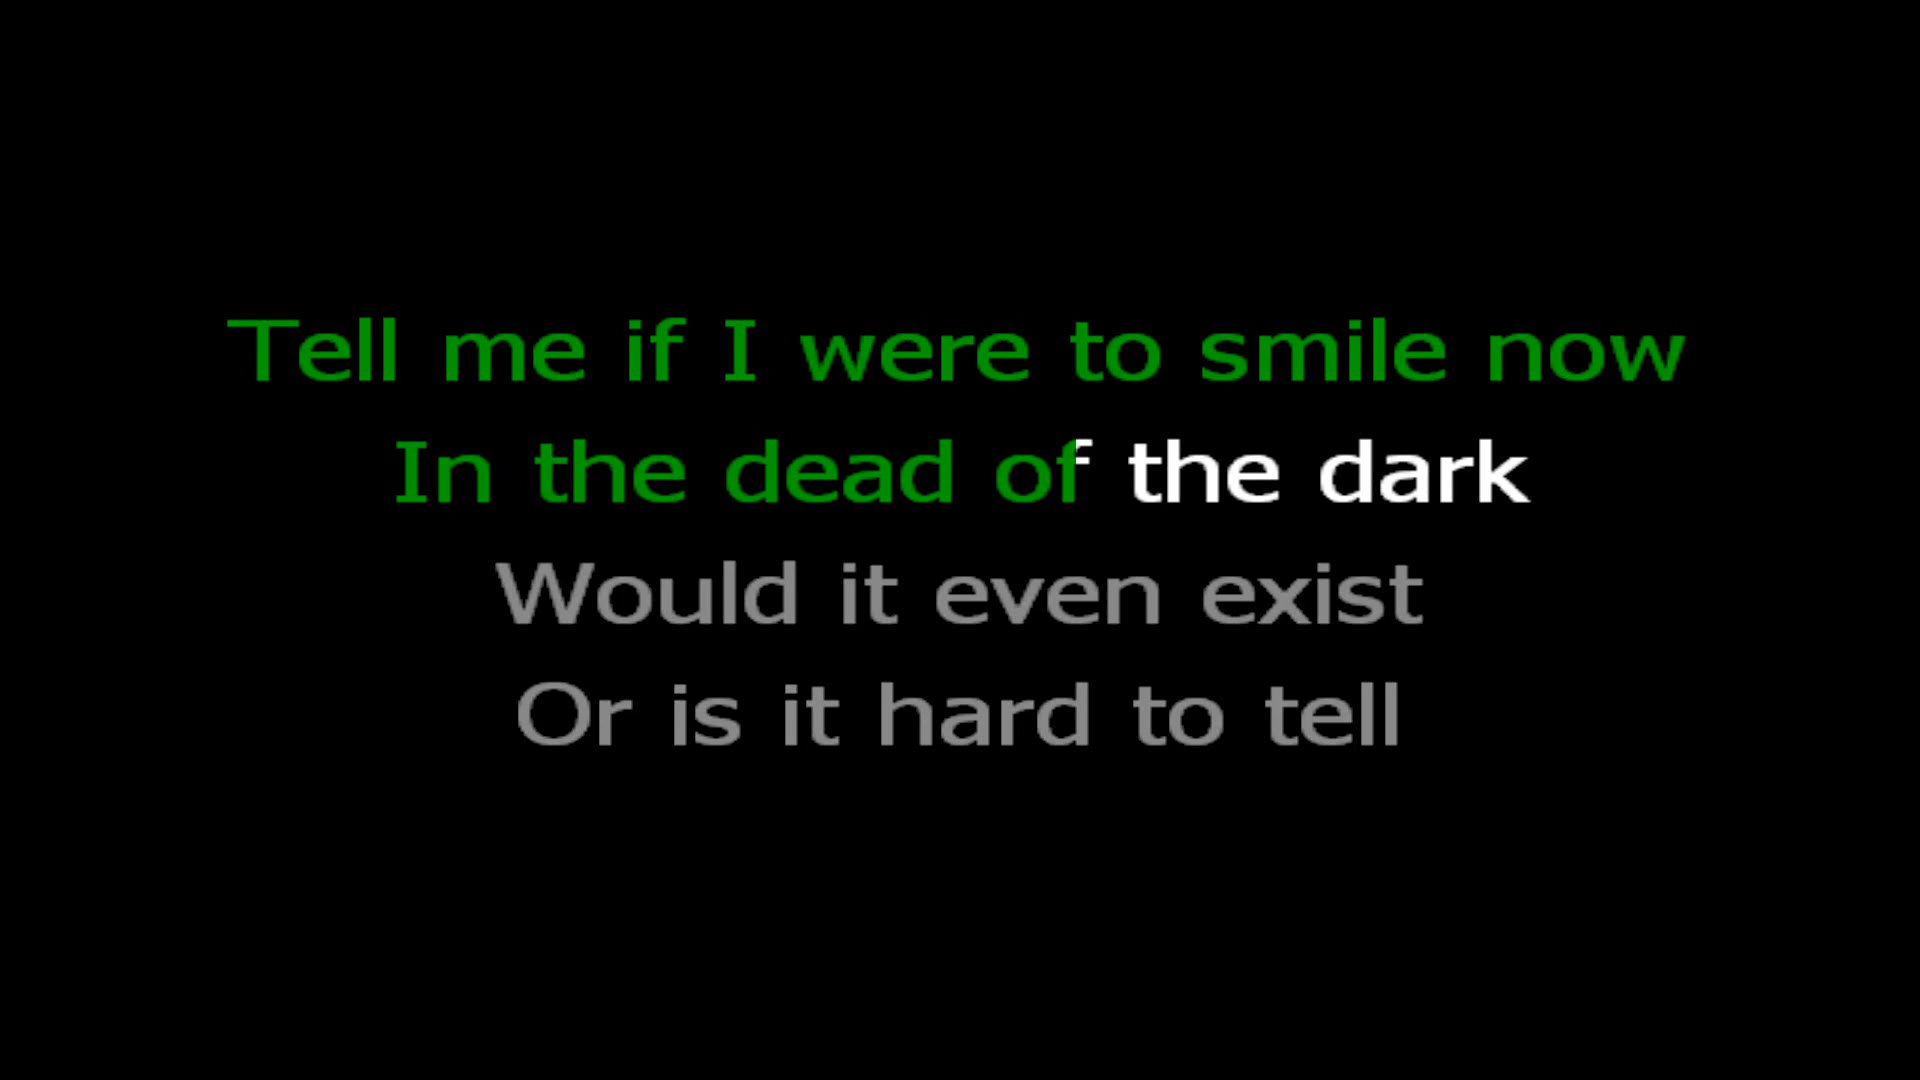 Tell me if I were to smile now
In the dead of the dark
Would it even exist
Or is it hard to tell